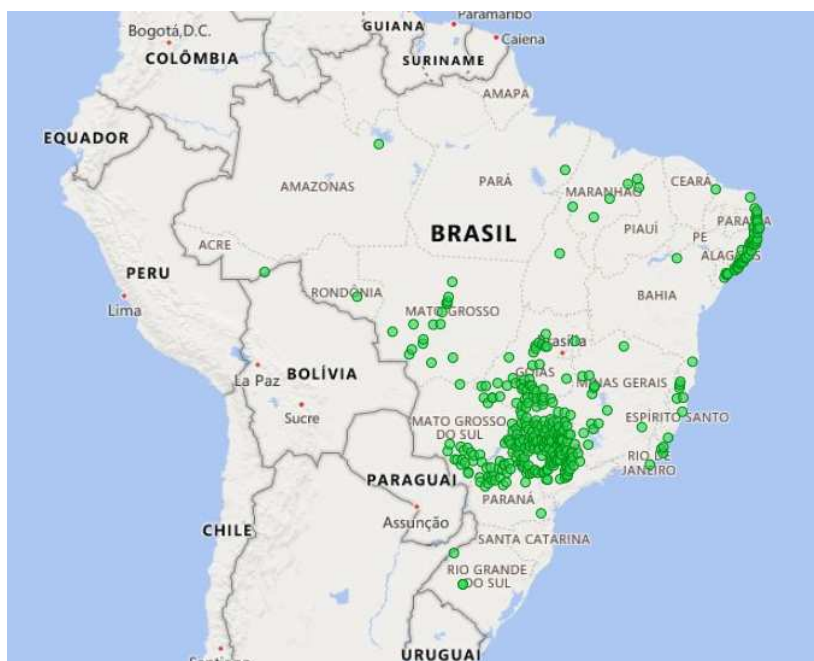 Paramaribo
Bogotá,D.C.
GUIANA
Caiena
COLÔMBIA
SURINAME
AMAPÁ
EQUADOR
AMAZONAS
PARÁ
MARANHÃO
CEARÁ
BRASIL
PIAUÍ
PARAÍBA
PE
ACRE
ALAGOAS
PERU
RONDÔNIA
BAHIA
Lima
MATO GROSSO
Brasília
BOLÍVIA
La Paz
GOIÁS
MINAS GERAIS
Sucre
MATO GROSSO
DO SUL
ESPÍRITO SANTO
RIO DE
JANEIRO
PARAGUAI
PARANÁ
Assunção
CHILE
SANTA CATARINA
RIO GRANDE
DO SUL
URUGUAI